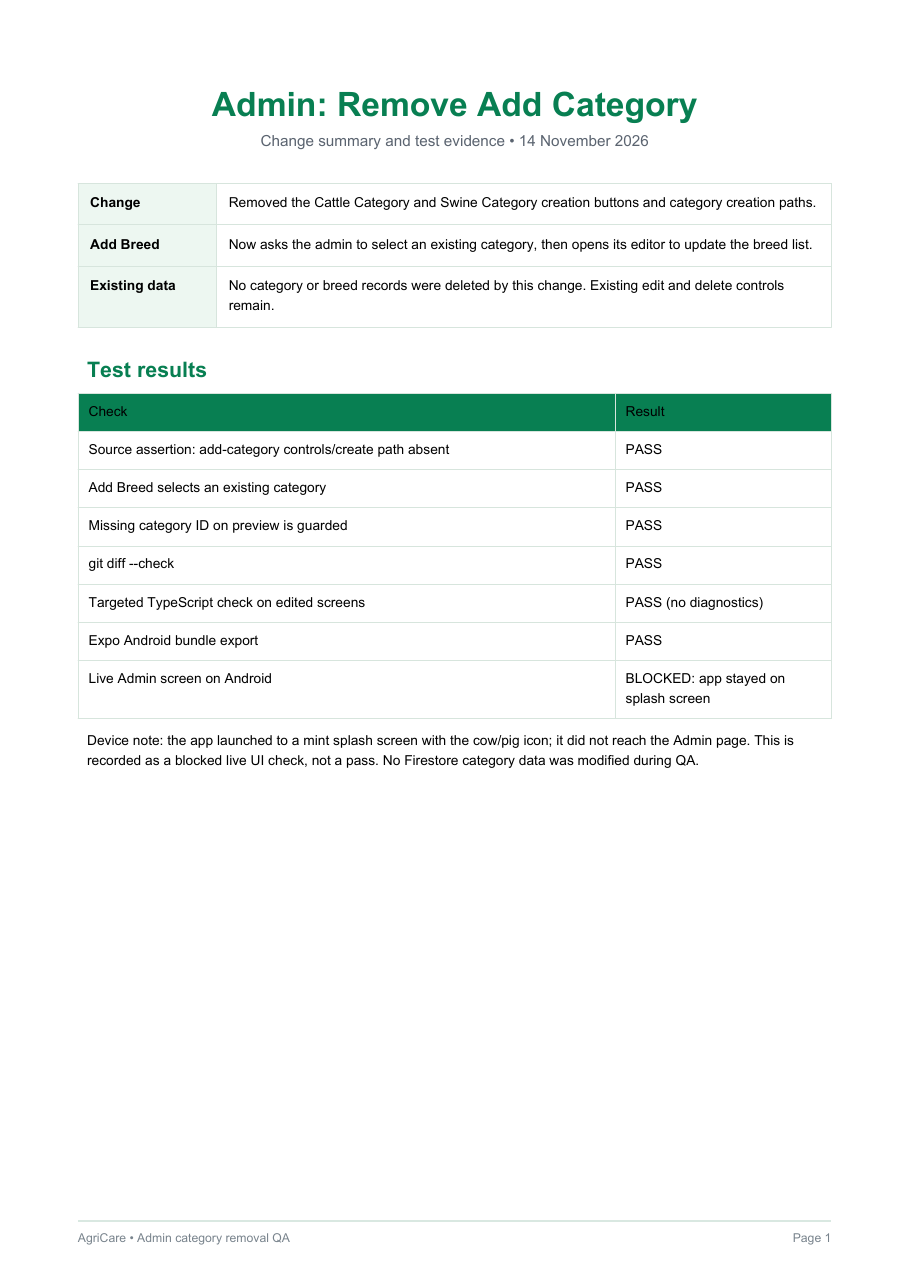 Admin: Remove Add Category
Change summary and test evidence • 14 November 2026
Change
Removed the Cattle Category and Swine Category creation buttons and category creation paths.
Add Breed
Now asks the admin to select an existing category, then opens its editor to update the breed list.
Existing data
No category or breed records were deleted by this change. Existing edit and delete controls
remain.
Test results
Check
Result
Source assertion: add-category controls/create path absent
PASS
Add Breed selects an existing category
PASS
Missing category ID on preview is guarded
PASS
git diff --check
PASS
Targeted TypeScript check on edited screens
PASS (no diagnostics)
Expo Android bundle export
PASS
Live Admin screen on Android
BLOCKED: app stayed on
splash screen
Device note: the app launched to a mint splash screen with the cow/pig icon; it did not reach the Admin page. This is
recorded as a blocked live UI check, not a pass. No Firestore category data was modified during QA.
AgriCare • Admin category removal QA
Page 1